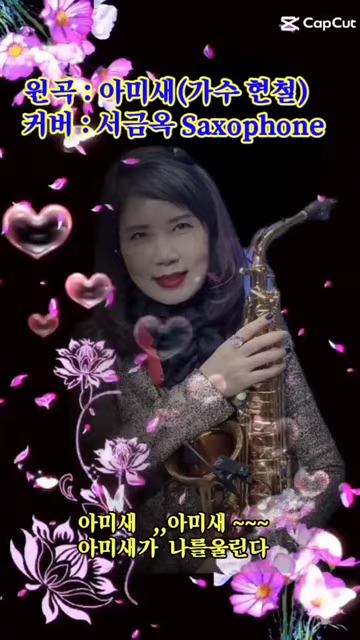 CapCut
원곡 : 아미새(가수 현철)
커버 : 서금옥 Saxophone
아미새 ,,아미새 ~~~
아미새가 나를울린다